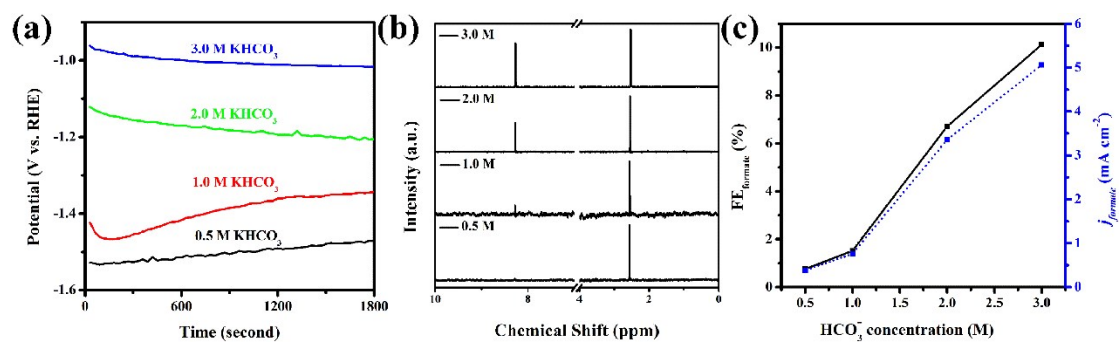 (a)
3.0 M KHCO3
2.0 M KHCO3
1.0 M KHCO3
0.5 M KHCO3
-1.0
-1.2
-1.4
-1.6
0
600
1200
1800
Potential (V vs. RHE)
Time (second)
(b)
3.0 M
2.0 M
1.0 M
0.5 M
10
8
6
4
2
0
Intensity (a.u.)
Chemical Shift (ppm)
(c)
10
8
6
4
2
0
6
5
4
3
2
1
0
0.5
1.0
1.5
2.0
2.5
3.0
FEformate (%)
jformate (mA cm-2)
HCO3- concentration (M)